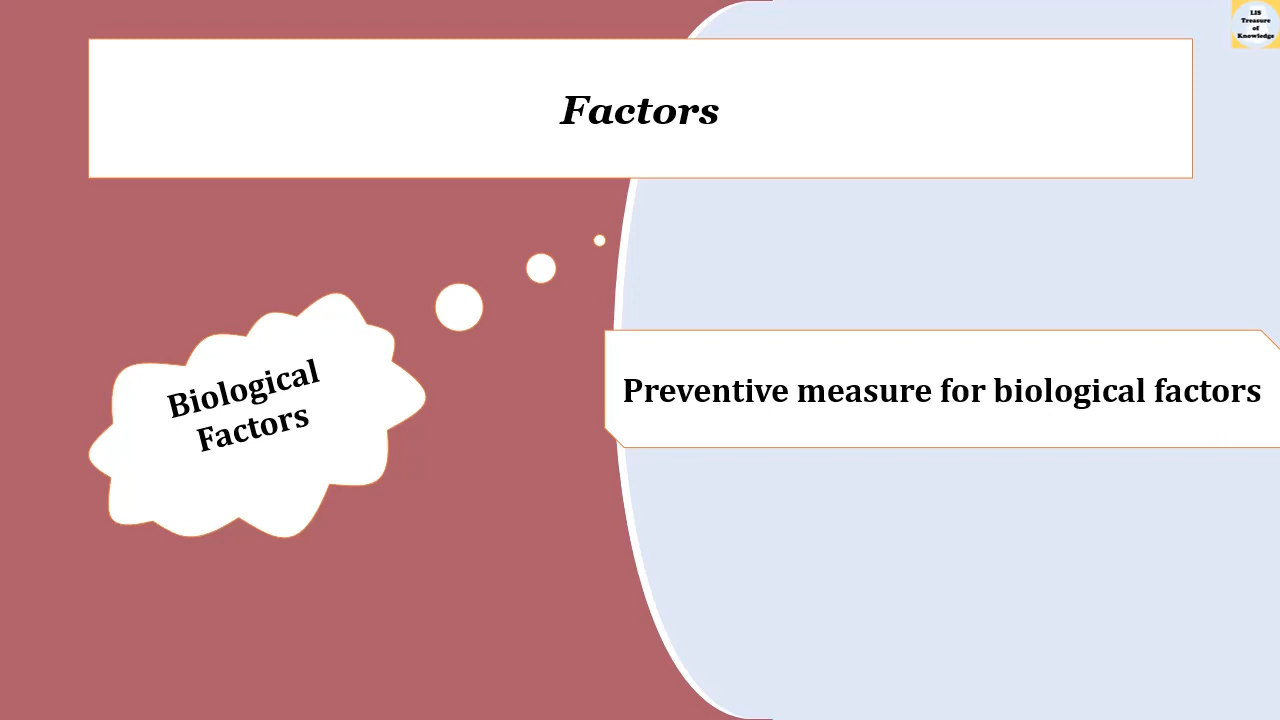 LIS
Treasure
of
Knowledge
Factors
Biological
Factors
Preventive measure for biological factors